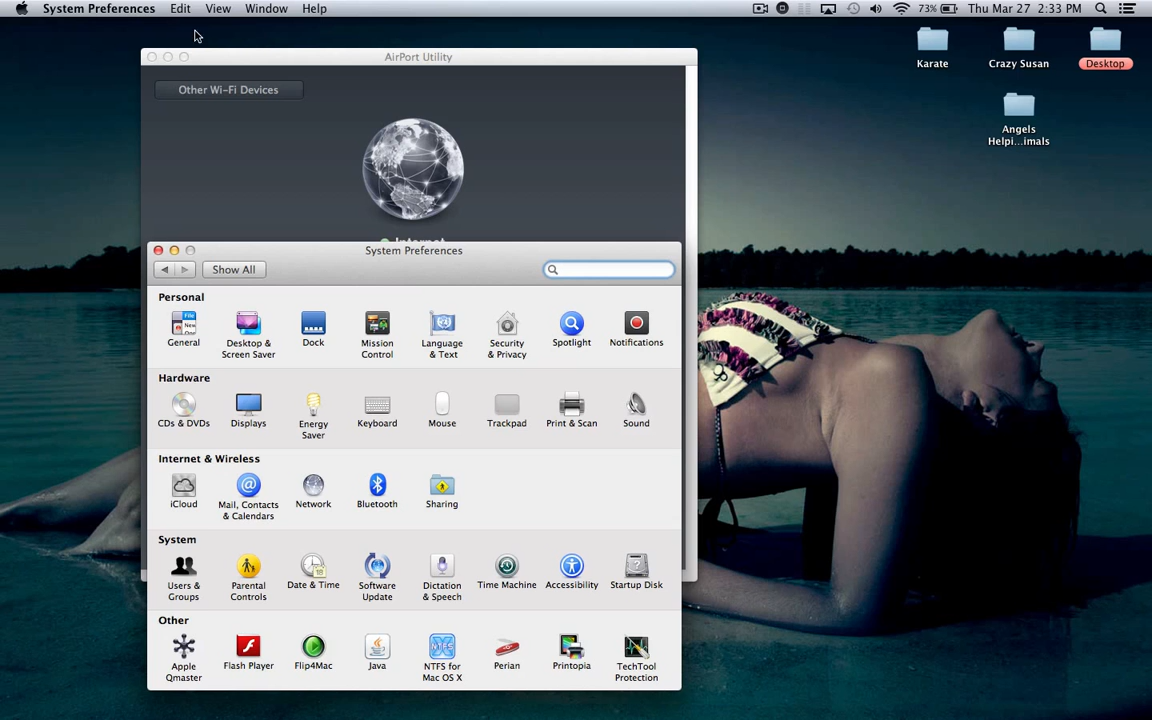 System Preferences Edit View Window Help 73% Thu Mar 27 2:33 PM
Karate Crazy Susan Desktop
Angels
Helpi...imals
AirPort Utility
Other Wi-Fi Devices
Internet
System Preferences
Show All
Personal
General Desktop & Screen Saver Dock Mission Control Language & Text Security & Privacy Spotlight Notifications
Hardware
CDs & DVDs Displays Energy Saver Keyboard Mouse Trackpad Print & Scan Sound
Internet & Wireless
iCloud Mail, Contacts & Calendars Network Bluetooth Sharing
System
Users & Groups Parental Controls Date & Time Software Update Dictation & Speech Time Machine Accessibility Startup Disk
Other
Apple Qmaster Flash Player Flip4Mac Java NTFS for Mac OS X Perian Printopia TechTool Protection